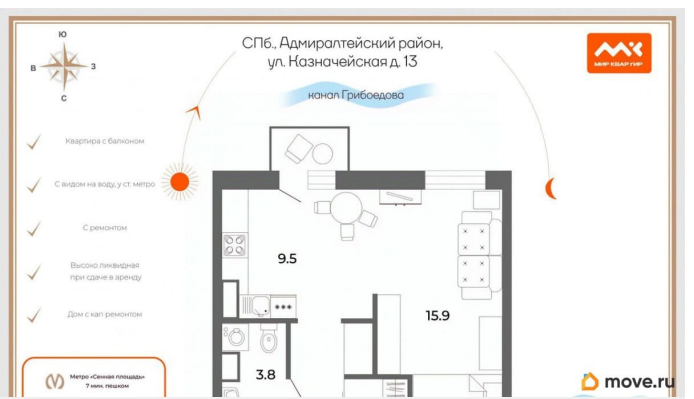 Ю
В
З
С
СПб., Адмиралтейский район,
ул. Казначейская д. 13
канал Грибоедова
МИР КВАРТИР
Квартира с балконом
С видом на воду, у ст. метро
С ремонтом
Высоко ликвидная
при сдаче в аренду
Дом с кап ремонтом
Метро «Сенная площадь»
7 мин. пешком
9.5
15.9
3.8
move.ru